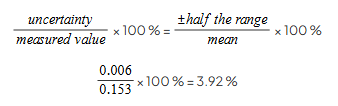 uncertainty / measured value × 100 % = ±half the range / mean × 100 %
0.006 / 0.153 × 100 % = 3.92 %